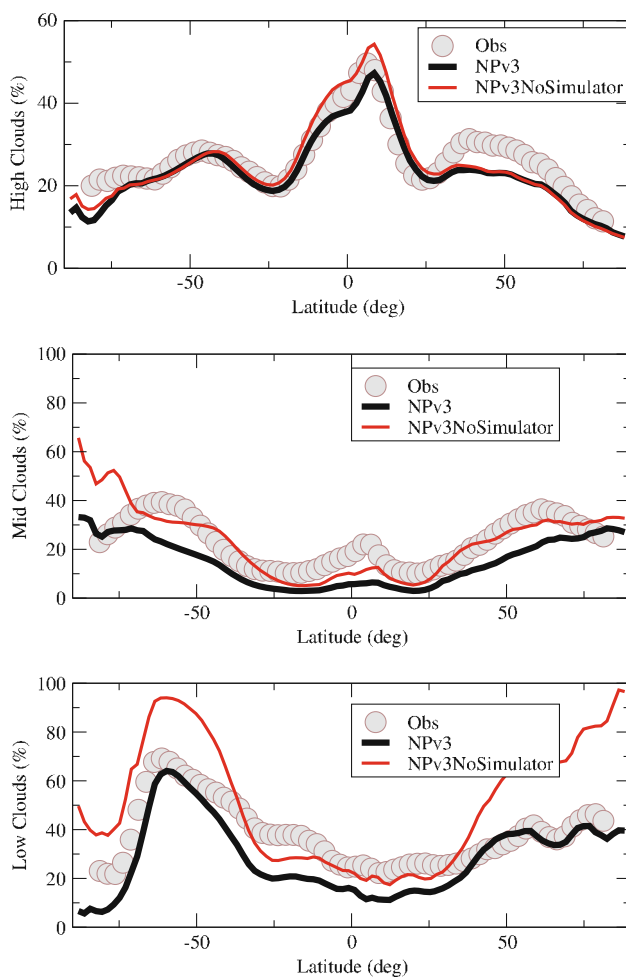 60
40
20
0
High Clouds (%)
Obs
NPv3
NPv3NoSimulator
-50 0 50
Latitude (deg)
100
80
60
40
20
0
Mid Clouds (%)
Obs
NPv3
NPv3NoSimulator
-50 0 50
Latitude (deg)
100
80
60
40
20
0
Low Clouds (%)
Obs
NPv3
NPv3NoSimulator
-50 0 50
Latitude (deg)